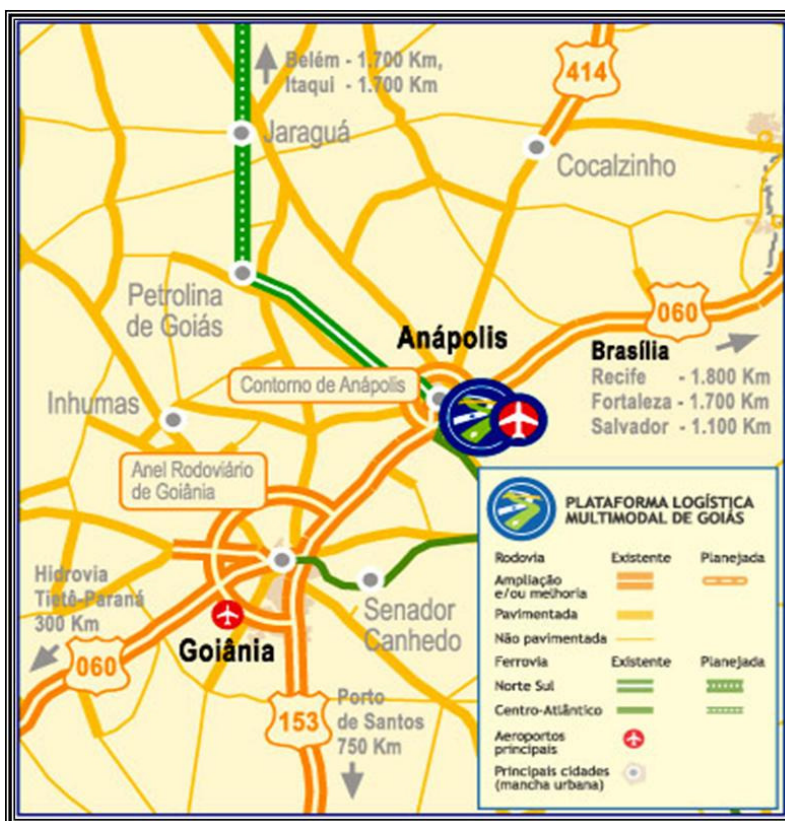 Belém - 1.700 Km,
Itaqui - 1.700 Km
414
Jaraguá
Cocalzinho
Petrolina
de Goiás
060
Anápolis
Brasília
Recife - 1.800 Km
Fortaleza - 1.700 Km
Salvador - 1.100 Km
Contorno de Anápolis
Inhumas
Anel Rodoviário
de Goiânia
Hidrovia
Tietê-Paraná
300 Km
060
Goiânia
Senador
Canhedo
153
Porto
de Santos
750 Km
PLATAFORMA LOGÍSTICA
MULTIMODAL DE GOIÁS
Rodovia Existente Planejada
Ampliação
e/ou melhoria
Pavimentada
Não pavimentada
Ferrovia Existente Planejada
Norte Sul
Centro-Atlântico
Aeroportos
principais
Principais cidades
(mancha urbana)